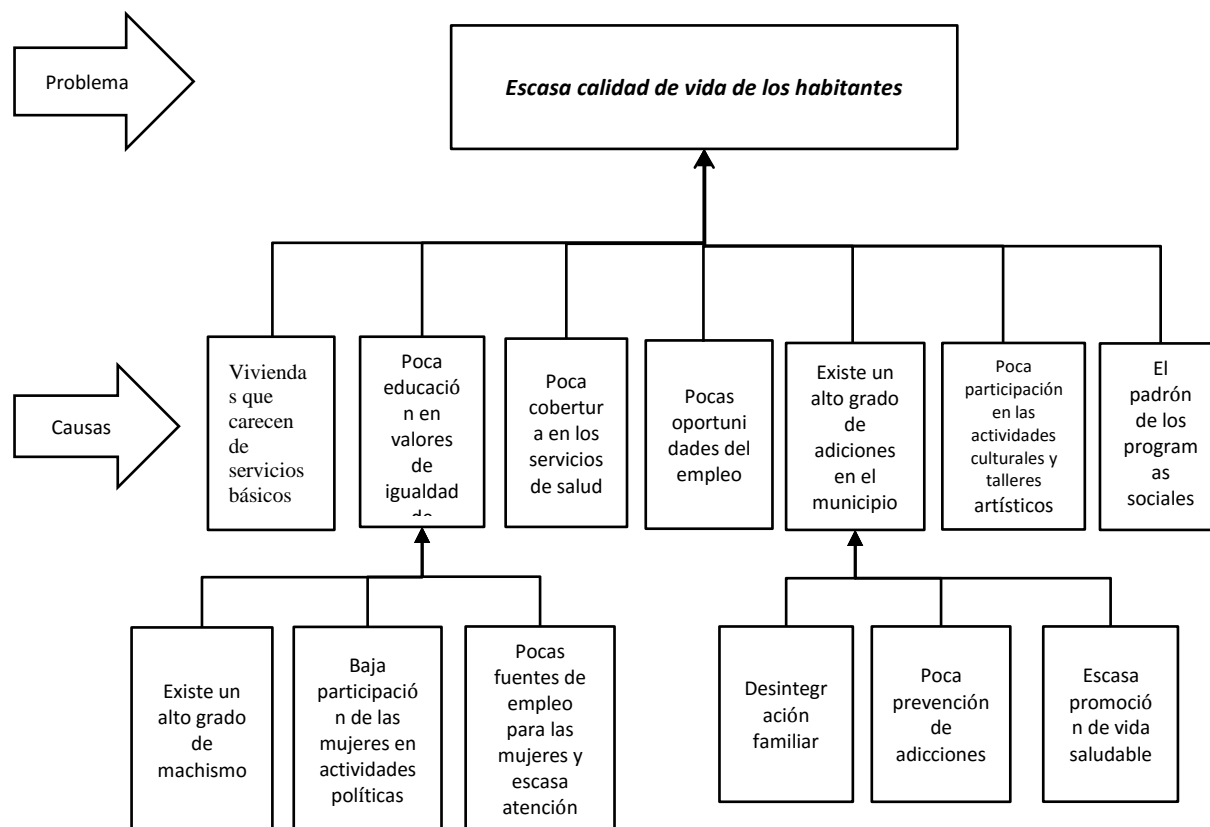 Problema
Escasa calidad de vida de los habitantes
Causas
Vivienda
s que
carecen
de
servicios
básicos
Poca
educació
n en
valores
de
igualdad
Poca
cobertur
a en los
servicios
de salud
Pocas
oportuni
dades del
empleo
Existe un
alto grado
de
adiciones
en el
municipio
Poca
participación
en las
actividades
culturales y
talleres
artísticos
El
padrón
de los
program
as
sociales
Existe un
alto grado
de
machismo
Baja
participació
n de las
mujeres en
actividades
políticas
Pocas
fuentes de
empleo
para las
mujeres y
escasa
atención
Desintegr
ación
familiar
Poca
prevención
de
adicciones
Escasa
promoció
n de vida
saludable